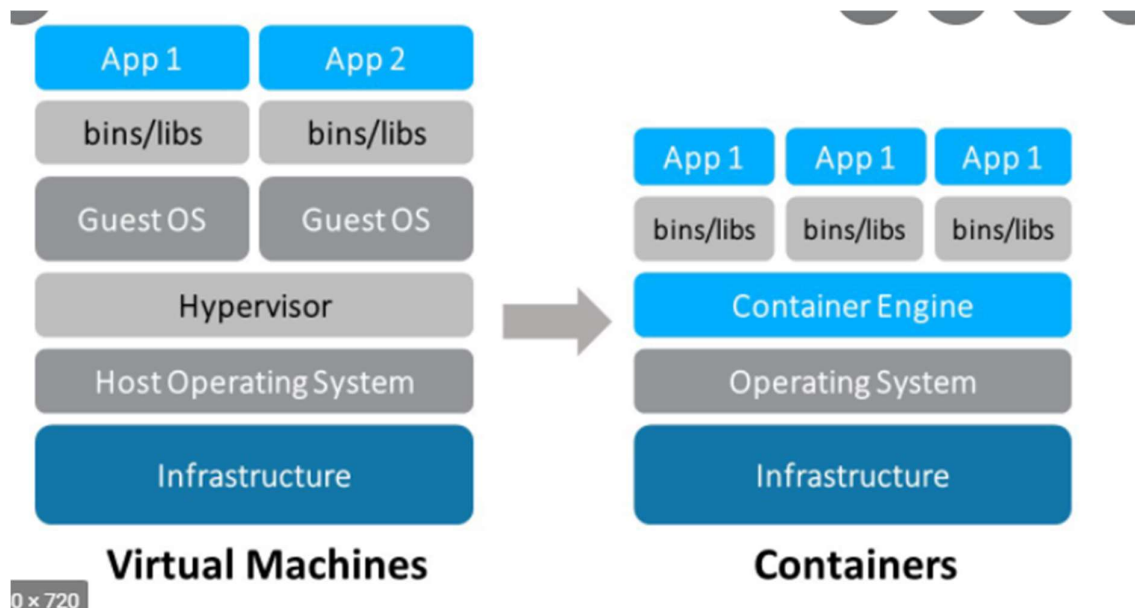 App 1
App 2
bins/libs
bins/libs
Guest OS
Guest OS
Hypervisor
Host Operating System
Infrastructure
Virtual Machines
App 1
App 1
App 1
bins/libs
bins/libs
bins/libs
Container Engine
Operating System
Infrastructure
Containers
0 × 720